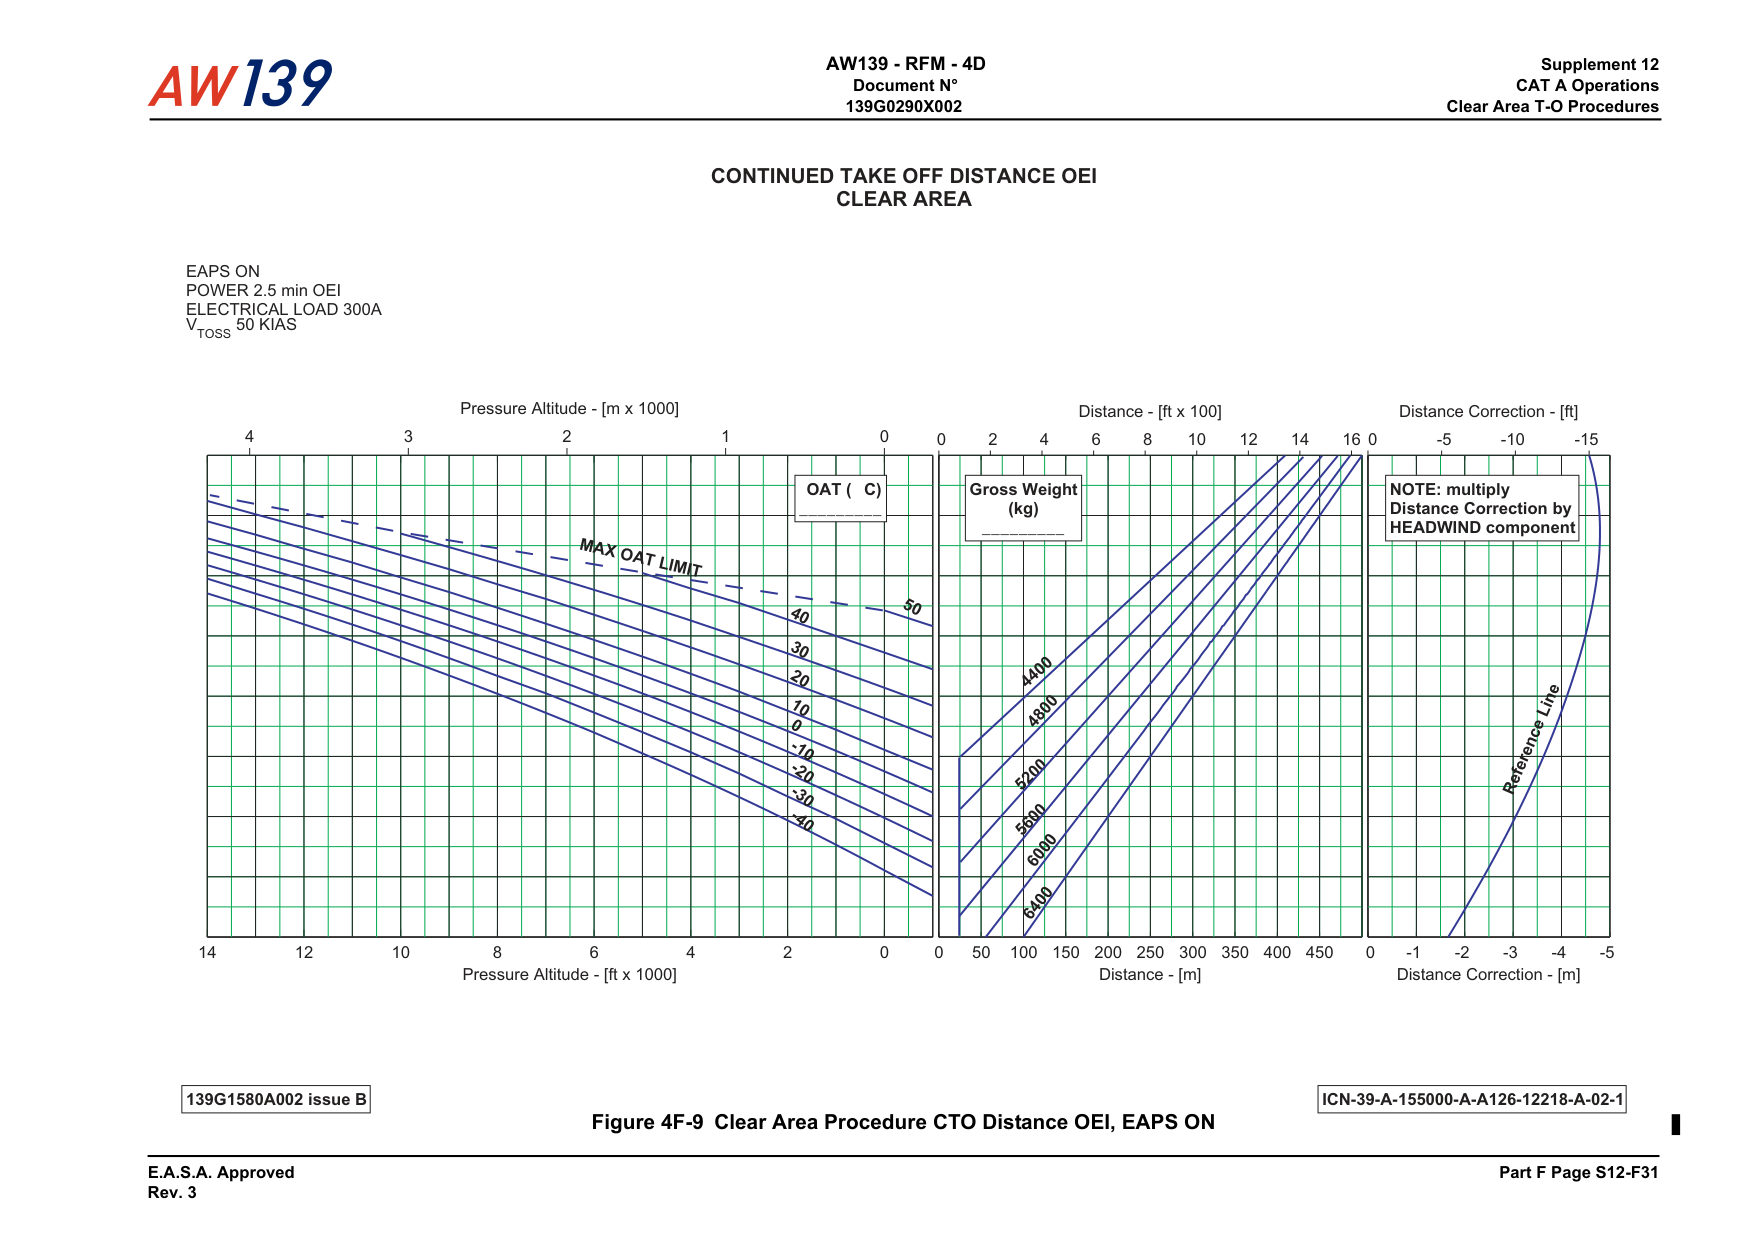 AW139
AW139 - RFM - 4D
Document N°
139G0290X002
Supplement 12
CAT A Operations
Clear Area T-O Procedures
CONTINUED TAKE OFF DISTANCE OEI
CLEAR AREA
EAPS ON
POWER 2.5 min OEI
ELECTRICAL LOAD 300A
VTOSS 50 KIAS
Pressure Altitude - [m x 1000]
4 3 2 1 0
Distance - [ft x 100]
0 2 4 6 8 10 12 14 16
Distance Correction - [ft]
0 -5 -10 -15
OAT ( C)
Gross Weight
(kg)
_________
NOTE: multiply
Distance Correction by
HEADWIND component
MAX OAT LIMIT
50
40
30
20
10
0
-10
-20
-30
-40
4400
4800
5200
5600
6000
6400
Reference Line
14 12 10 8 6 4 2 0
Pressure Altitude - [ft x 1000]
0 50 100 150 200 250 300 350 400 450
Distance - [m]
0 -1 -2 -3 -4 -5
Distance Correction - [m]
139G1580A002 issue B
ICN-39-A-155000-A-A126-12218-A-02-1
Figure 4F-9 Clear Area Procedure CTO Distance OEI, EAPS ON
E.A.S.A. Approved
Rev. 3
Part F Page S12-F31